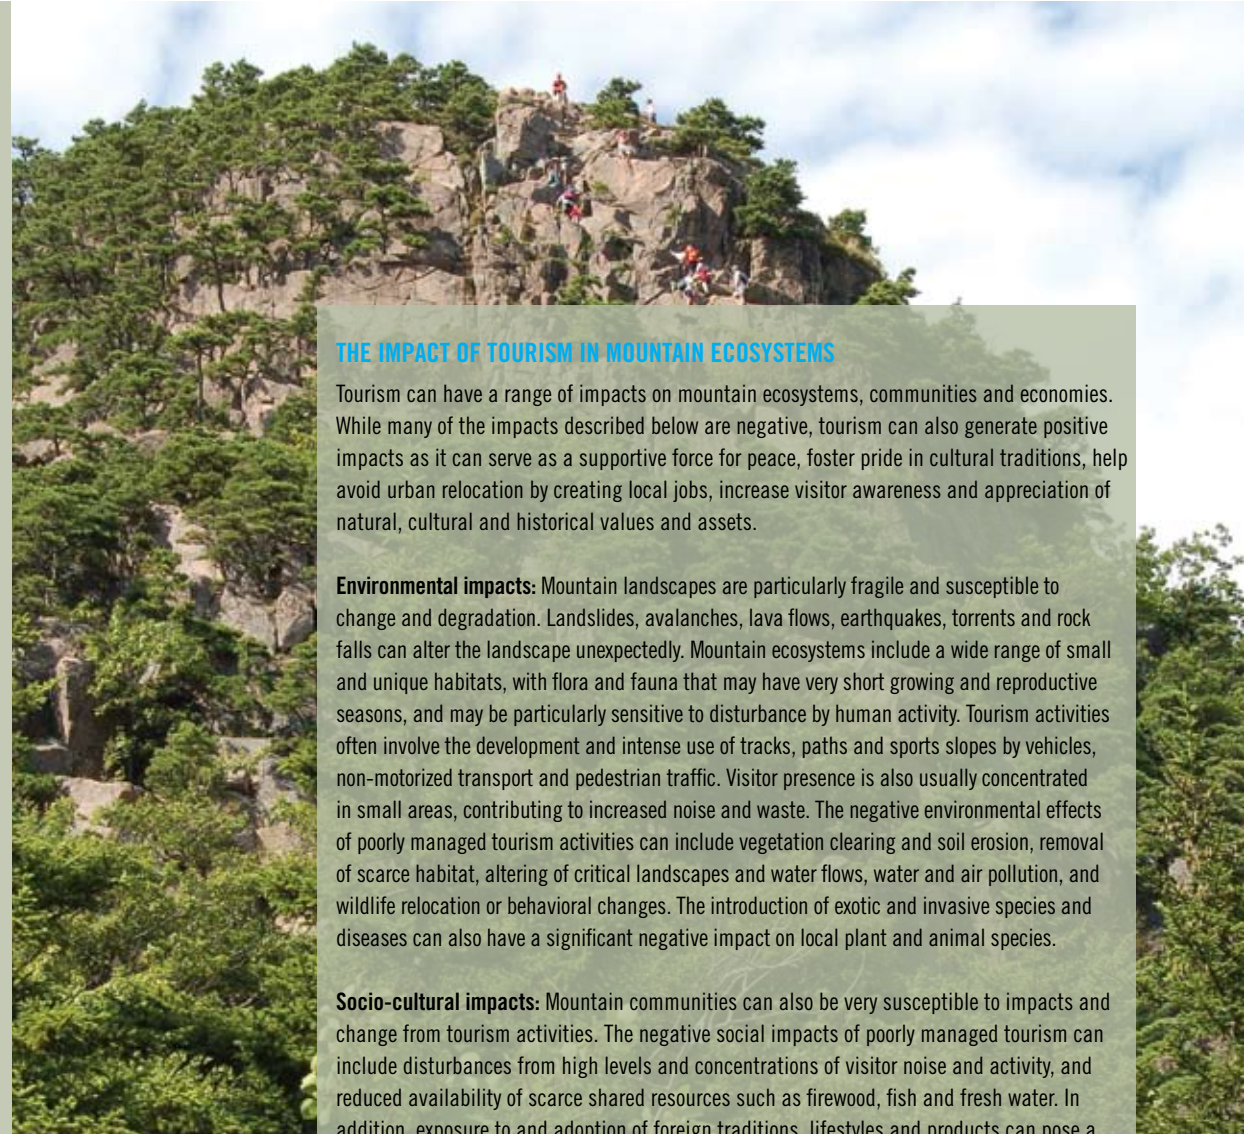 THE IMPACT OF TOURISM IN MOUNTAIN ECOSYSTEMS
Tourism can have a range of impacts on mountain ecosystems, communities and economies.
While many of the impacts described below are negative, tourism can also generate positive
impacts as it can serve as a supportive force for peace, foster pride in cultural traditions, help
avoid urban relocation by creating local jobs, increase visitor awareness and appreciation of
natural, cultural and historical values and assets.
Environmental impacts: Mountain landscapes are particularly fragile and susceptible to
change and degradation. Landslides, avalanches, lava flows, earthquakes, torrents and rock
falls can alter the landscape unexpectedly. Mountain ecosystems include a wide range of small
and unique habitats, with flora and fauna that may have very short growing and reproductive
seasons, and may be particularly sensitive to disturbance by human activity. Tourism activities
often involve the development and intense use of tracks, paths and sports slopes by vehicles,
non-motorized transport and pedestrian traffic. Visitor presence is also usually concentrated
in small areas, contributing to increased noise and waste. The negative environmental effects
of poorly managed tourism activities can include vegetation clearing and soil erosion, removal
of scarce habitat, altering of critical landscapes and water flows, water and air pollution, and
wildlife relocation or behavioral changes. The introduction of exotic and invasive species and
diseases can also have a significant negative impact on local plant and animal species.
Socio-cultural impacts: Mountain communities can also be very susceptible to impacts and
change from tourism activities. The negative social impacts of poorly managed tourism can
include disturbances from high levels and concentrations of visitor noise and activity, and
reduced availability of scarce shared resources such as firewood, fish and fresh water. In
addition, exposure to and adoption of foreign traditions, lifestyles and products can pose a